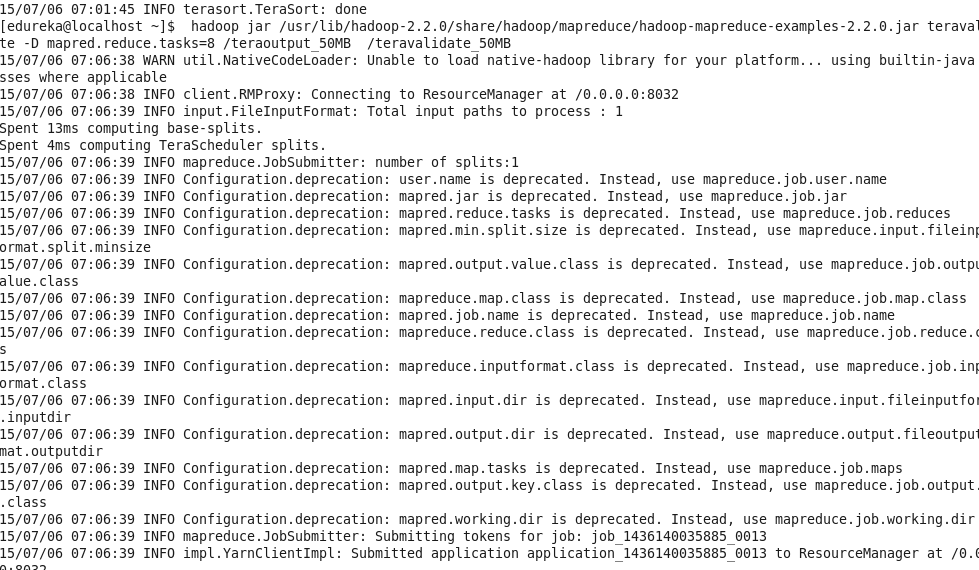 15/07/06 07:01:45 INFO terasort.TeraSort: done
[edureka@localhost ~]$  hadoop jar /usr/lib/hadoop-2.2.0/share/hadoop/mapreduce/hadoop-mapreduce-examples-2.2.0.jar teraval
te -D mapred.reduce.tasks=8 /teraoutput_50MB  /teravalidate_50MB
15/07/06 07:06:38 WARN util.NativeCodeLoader: Unable to load native-hadoop library for your platform... using builtin-java
sses where applicable
15/07/06 07:06:38 INFO client.RMProxy: Connecting to ResourceManager at /0.0.0.0:8032
15/07/06 07:06:39 INFO input.FileInputFormat: Total input paths to process : 1
Spent 13ms computing base-splits.
Spent 4ms computing TeraScheduler splits.
15/07/06 07:06:39 INFO mapreduce.JobSubmitter: number of splits:1
15/07/06 07:06:39 INFO Configuration.deprecation: user.name is deprecated. Instead, use mapreduce.job.user.name
15/07/06 07:06:39 INFO Configuration.deprecation: mapred.jar is deprecated. Instead, use mapreduce.job.jar
15/07/06 07:06:39 INFO Configuration.deprecation: mapred.reduce.tasks is deprecated. Instead, use mapreduce.job.reduces
15/07/06 07:06:39 INFO Configuration.deprecation: mapred.min.split.size is deprecated. Instead, use mapreduce.input.fileinp
ormat.split.minsize
15/07/06 07:06:39 INFO Configuration.deprecation: mapred.output.value.class is deprecated. Instead, use mapreduce.job.outpu
alue.class
15/07/06 07:06:39 INFO Configuration.deprecation: mapreduce.map.class is deprecated. Instead, use mapreduce.job.map.class
15/07/06 07:06:39 INFO Configuration.deprecation: mapred.job.name is deprecated. Instead, use mapreduce.job.name
15/07/06 07:06:39 INFO Configuration.deprecation: mapreduce.reduce.class is deprecated. Instead, use mapreduce.job.reduce.c
s
15/07/06 07:06:39 INFO Configuration.deprecation: mapreduce.inputformat.class is deprecated. Instead, use mapreduce.job.inp
ormat.class
15/07/06 07:06:39 INFO Configuration.deprecation: mapred.input.dir is deprecated. Instead, use mapreduce.input.fileinputfor
.inputdir
15/07/06 07:06:39 INFO Configuration.deprecation: mapred.output.dir is deprecated. Instead, use mapreduce.output.fileoutput
mat.outputdir
15/07/06 07:06:39 INFO Configuration.deprecation: mapred.map.tasks is deprecated. Instead, use mapreduce.job.maps
15/07/06 07:06:39 INFO Configuration.deprecation: mapred.output.key.class is deprecated. Instead, use mapreduce.job.output.
.class
15/07/06 07:06:39 INFO Configuration.deprecation: mapred.working.dir is deprecated. Instead, use mapreduce.job.working.dir
15/07/06 07:06:39 INFO mapreduce.JobSubmitter: Submitting tokens for job: job_1436140035885_0013
15/07/06 07:06:39 INFO impl.YarnClientImpl: Submitted application application_1436140035885_0013 to ResourceManager at /0.0
0:8032